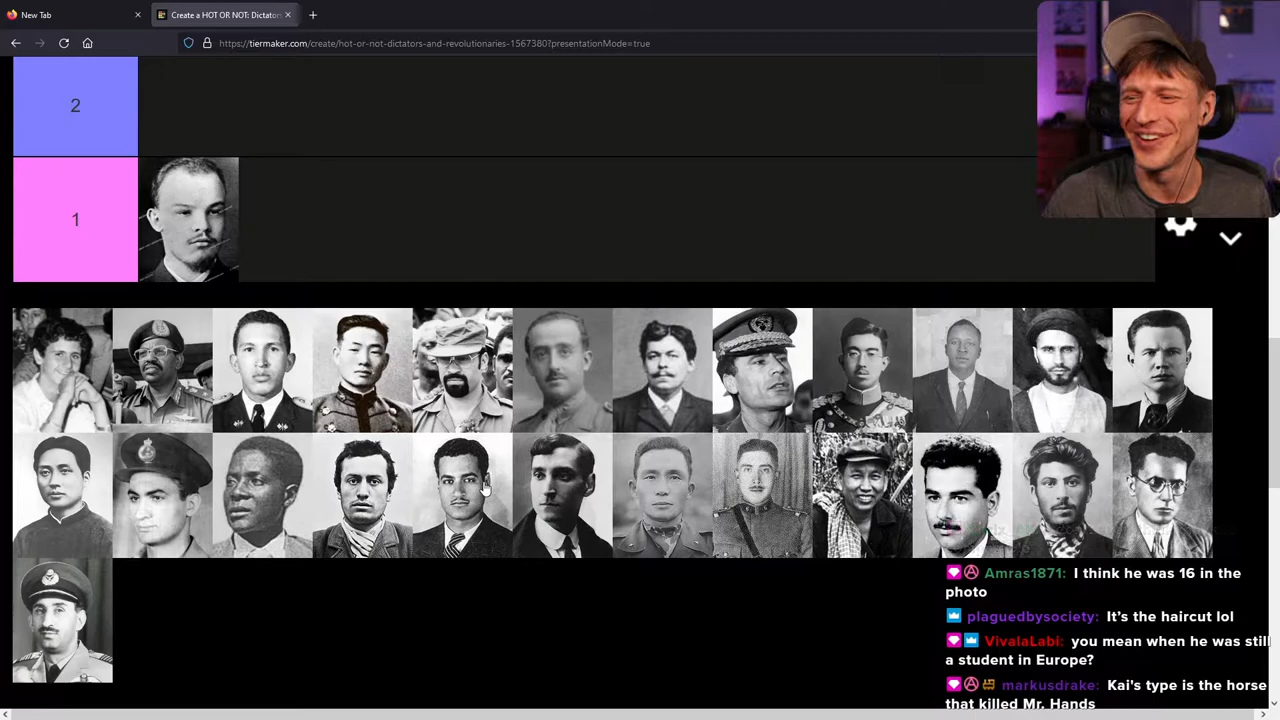 New Tab
Create a HOT OR NOT: Dictator
https://tiermaker.com/create/hot-or-not-dictators-and-revolutionaries-1567380?presentationMode=true
2
1
Amras1871: I think he was 16 in the
photo
plaguedbysociety: It's the haircut lol
VivalaLabi: you mean when he was still
a student in Europe?
markusdrake: Kai's type is the horse
that killed Mr. Hands